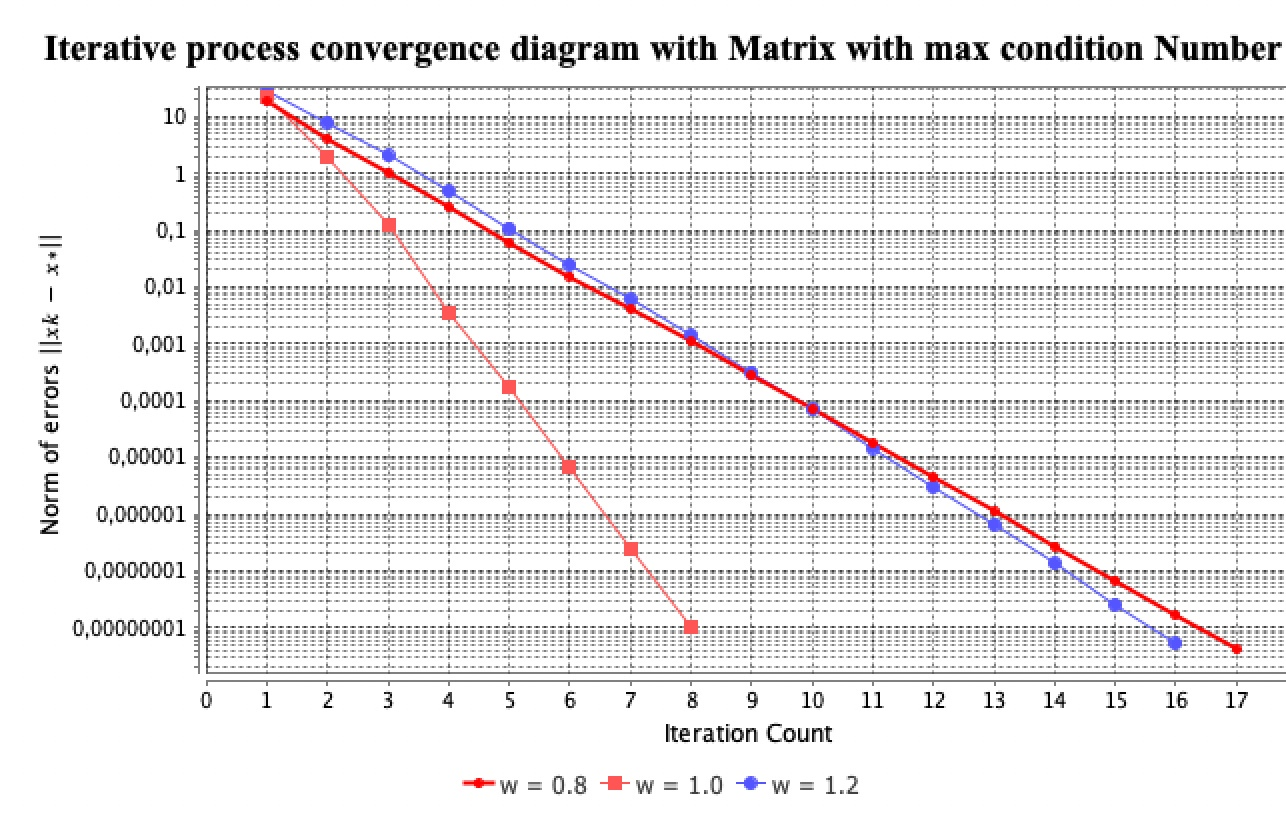 Iterative process convergence diagram with Matrix with max condition Number
Norm of errors ||xk − x*||
10
1
0,1
0,01
0,001
0,0001
0,00001
0,000001
0,0000001
0,00000001
0 1 2 3 4 5 6 7 8 9 10 11 12 13 14 15 16 17
Iteration Count
w = 0.8 w = 1.0 w = 1.2